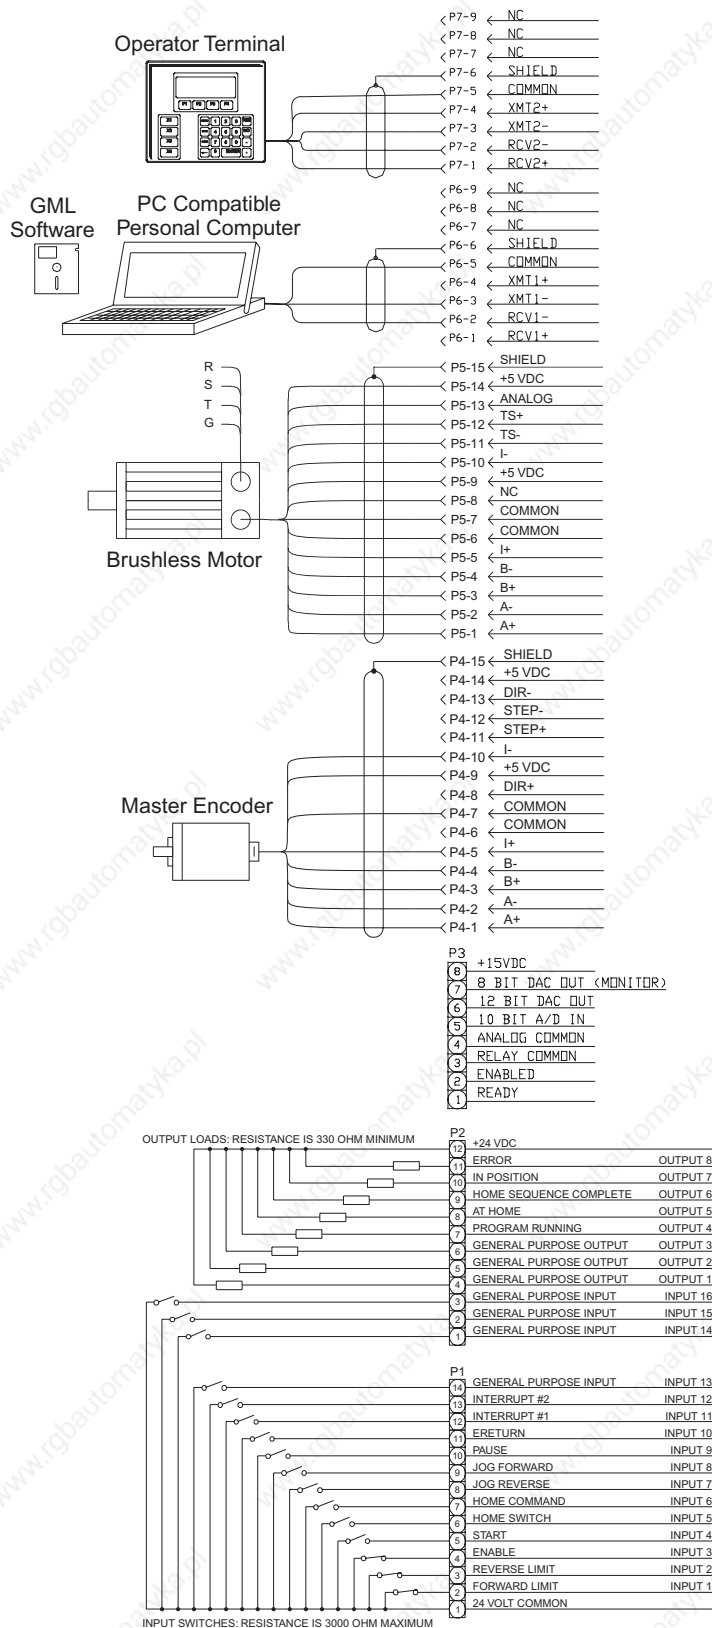 Operator Terminal
P7-9 NC
P7-8 NC
P7-7 NC
P7-6 SHIELD
P7-5 COMMON
P7-4 XMT2+
P7-3 XMT2-
P7-2 RCV2-
P7-1 RCV2+
GML
Software
PC Compatible
Personal Computer
P6-9 NC
P6-8 NC
P6-7 NC
P6-6 SHIELD
P6-5 COMMON
P6-4 XMT1+
P6-3 XMT1-
P6-2 RCV1-
P6-1 RCV1+
R
S
T
G
Brushless Motor
P5-15 SHIELD
P5-14 +5 VDC
P5-13 ANALOG
P5-12 TS+
P5-11 TS-
P5-10 I-
P5-9 +5 VDC
P5-8 NC
P5-7 COMMON
P5-6 COMMON
P5-5 I+
P5-4 B-
P5-3 B+
P5-2 A-
P5-1 A+
Master Encoder
P4-15 SHIELD
P4-14 +5 VDC
P4-13 DIR-
P4-12 STEP-
P4-11 STEP+
P4-10 I-
P4-9 +5 VDC
P4-8 DIR+
P4-7 COMMON
P4-6 COMMON
P4-5 I+
P4-4 B-
P4-3 B+
P4-2 A-
P4-1 A+
P3
8 +15VDC
7 8 BIT DAC OUT (MONITOR)
6 12 BIT DAC OUT
5 10 BIT A/D IN
4 ANALOG COMMON
3 RELAY COMMON
2 ENABLED
1 READY
OUTPUT LOADS: RESISTANCE IS 330 OHM MINIMUM
P2
12 +24 VDC
11 ERROR OUTPUT 8
10 IN POSITION OUTPUT 7
9 HOME SEQUENCE COMPLETE OUTPUT 6
8 AT HOME OUTPUT 5
7 PROGRAM RUNNING OUTPUT 4
6 GENERAL PURPOSE OUTPUT OUTPUT 3
5 GENERAL PURPOSE OUTPUT OUTPUT 2
4 GENERAL PURPOSE OUTPUT OUTPUT 1
3 GENERAL PURPOSE INPUT INPUT 16
2 GENERAL PURPOSE INPUT INPUT 15
1 GENERAL PURPOSE INPUT INPUT 14
P1
14 GENERAL PURPOSE INPUT INPUT 13
13 INTERRUPT #2 INPUT 12
12 INTERRUPT #1 INPUT 11
11 ERETURN INPUT 10
10 PAUSE INPUT 9
9 JOG FORWARD INPUT 8
8 JOG REVERSE INPUT 7
7 HOME COMMAND INPUT 6
6 HOME SWITCH INPUT 5
5 START INPUT 4
4 ENABLE INPUT 3
3 REVERSE LIMIT INPUT 2
2 FORWARD LIMIT INPUT 1
1 24 VOLT COMMON
INPUT SWITCHES: RESISTANCE IS 3000 OHM MAXIMUM
www.rgbautomatyka.pl